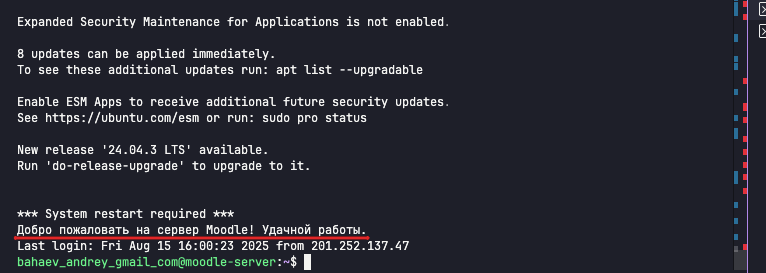 Expanded Security Maintenance for Applications is not enabled.
8 updates can be applied immediately.
To see these additional updates run: apt list --upgradable
Enable ESM Apps to receive additional future security updates.
See https://ubuntu.com/esm or run: sudo pro status
New release '24.04.3 LTS' available.
Run 'do-release-upgrade' to upgrade to it.
*** System restart required ***
Добро пожаловать на сервер Moodle! Удачной работы.
Last login: Fri Aug 15 16:00:23 2025 from 201.252.137.47
bahaev_andrey_gmail_com@moodle-server:~$